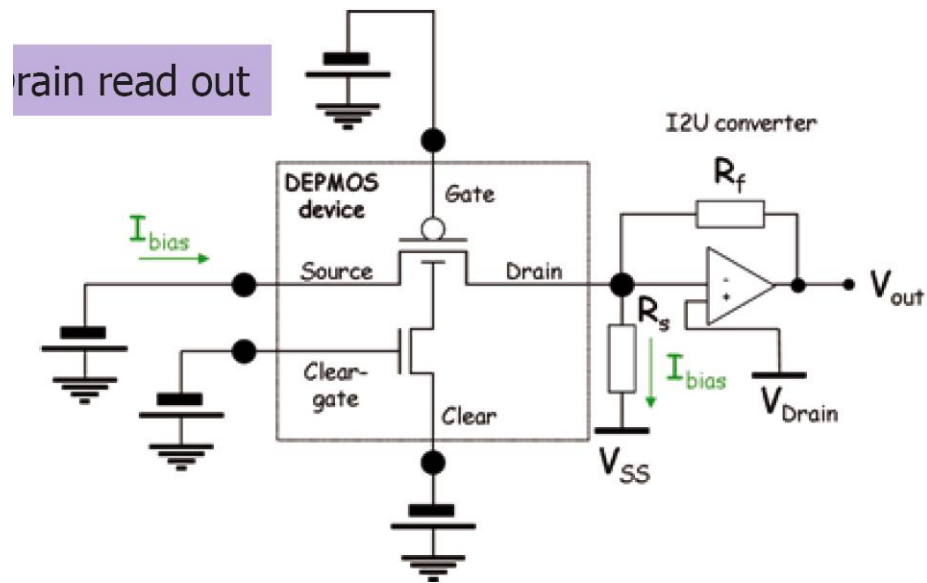 rain read out
I2U converter
DEPMOS
device
Gate
Rf
Ibias
Source
Drain
Vout
Rs
Clear-
gate
Ibias
VDrain
Clear
VSS
-
+